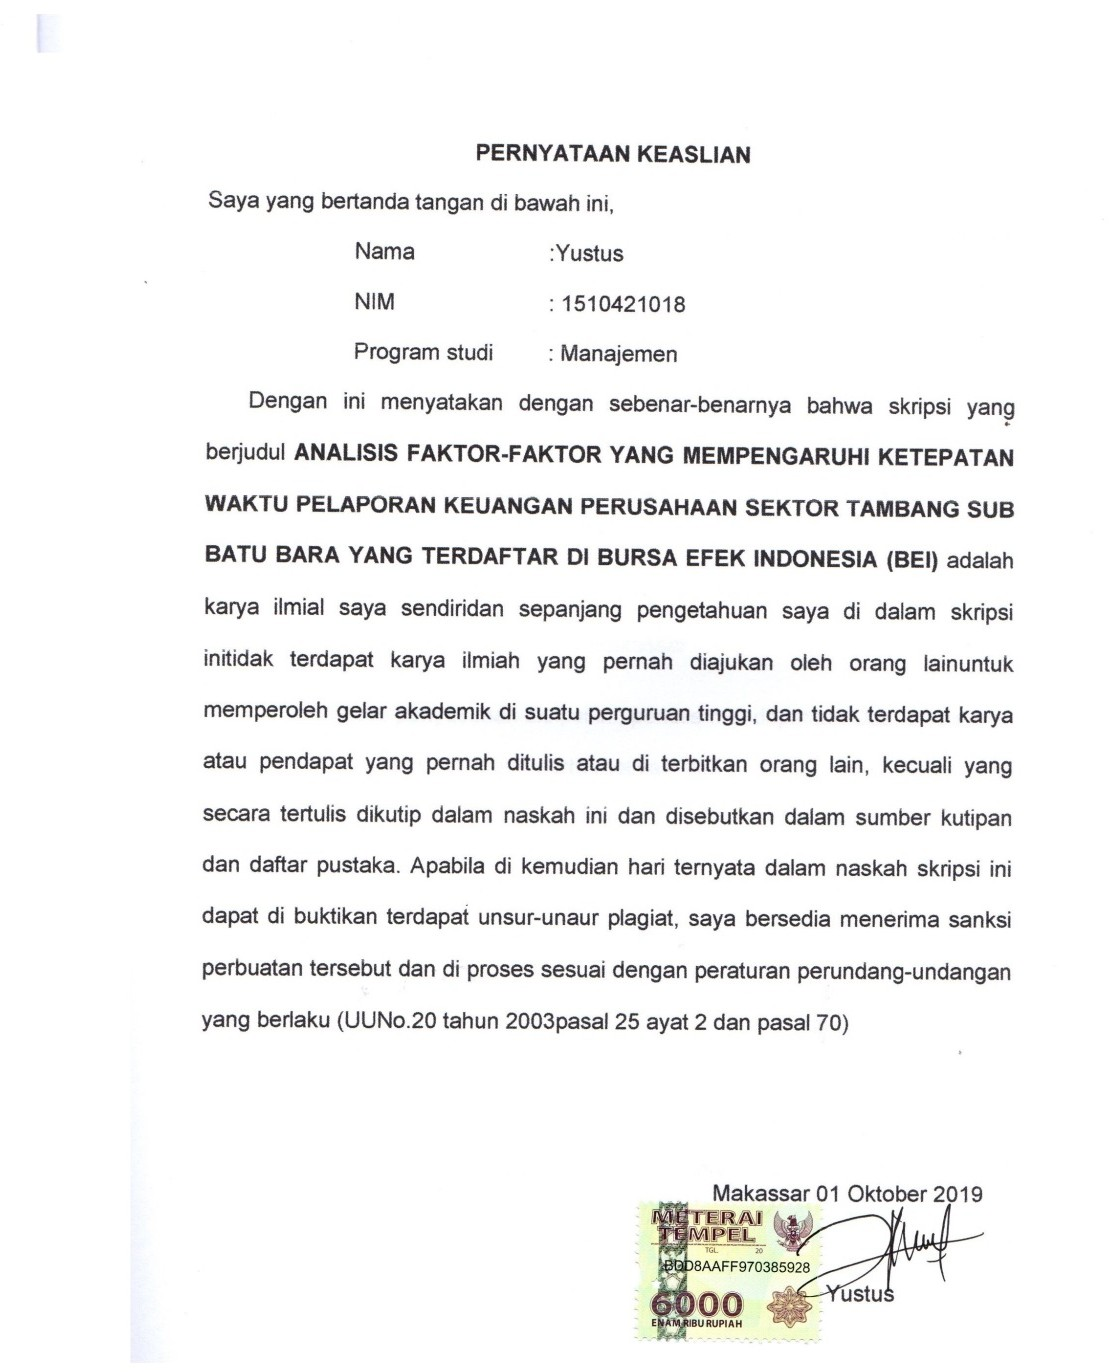 PERNYATAAN KEASLIAN
Saya yang bertanda tangan di bawah ini,
Nama :Yustus
NIM : 1510421018
Program studi : Manajemen
Dengan ini menyatakan dengan sebenar-benarnya bahwa skripsi yang
berjudul ANALISIS FAKTOR-FAKTOR YANG MEMPENGARUHI KETEPATAN
WAKTU PELAPORAN KEUANGAN PERUSAHAAN SEKTOR TAMBANG SUB
BATU BARA YANG TERDAFTAR DI BURSA EFEK INDONESIA (BEI) adalah
karya ilmial saya sendiridan sepanjang pengetahuan saya di dalam skripsi
initidak terdapat karya ilmiah yang pernah diajukan oleh orang lainuntuk
memperoleh gelar akademik di suatu perguruan tinggi, dan tidak terdapat karya
atau pendapat yang pernah ditulis atau di terbitkan orang lain, kecuali yang
secara tertulis dikutip dalam naskah ini dan disebutkan dalam sumber kutipan
dan daftar pustaka. Apabila di kemudian hari ternyata dalam naskah skripsi ini
dapat di buktikan terdapat unsur-unaur plagiat, saya bersedia menerima sanksi
perbuatan tersebut dan di proses sesuai dengan peraturan perundang-undangan
yang berlaku (UUNo.20 tahun 2003pasal 25 ayat 2 dan pasal 70)
Makassar 01 Oktober 2019
METERAI
TEMPEL
TGL. 20
BDD8AAFF970385928
6000
ENAM RIBU RUPIAH
Yustus